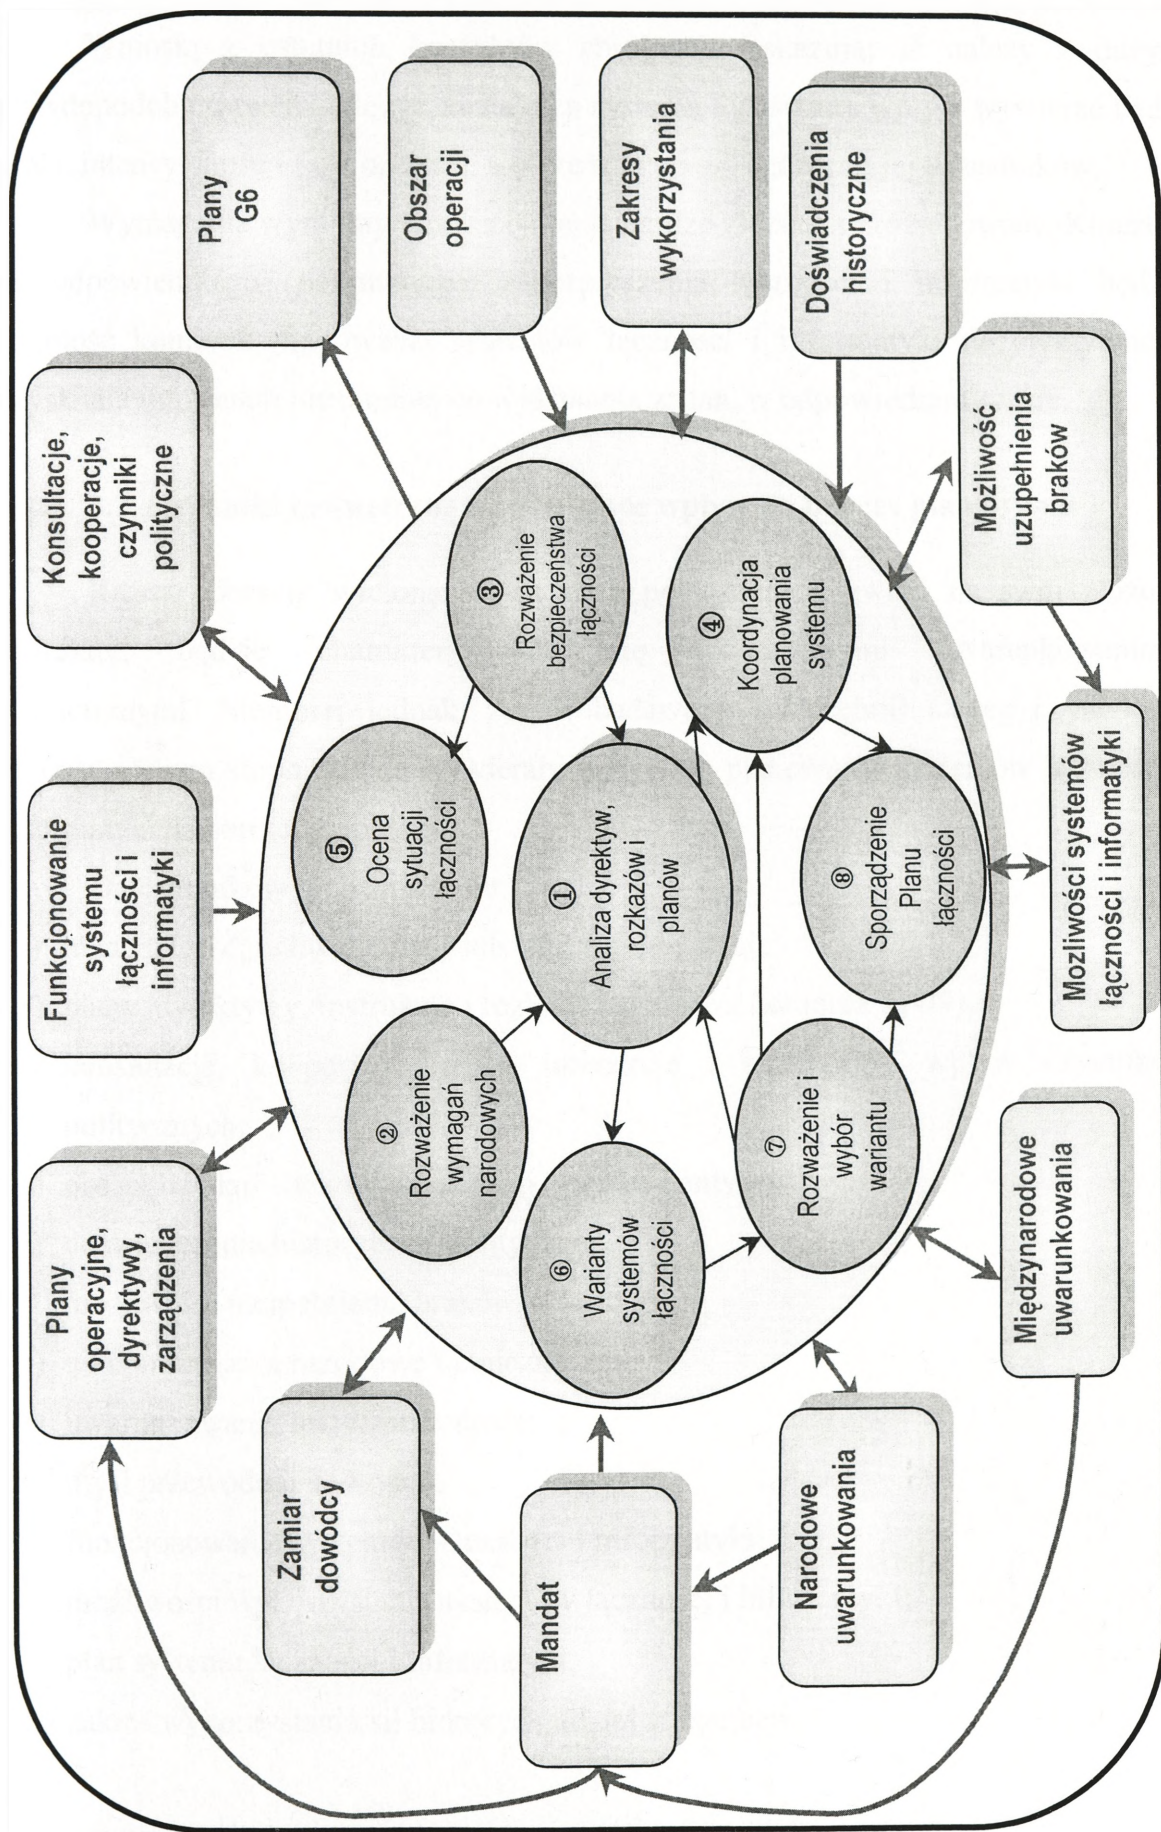 Plany
operacyjne,
dyrektywy,
zarządzenia
Funkcjonowanie
systemu
łączności i
informatyki
Konsultacje,
kooperacje,
czynniki
polityczne
Plany
G6
Zamiar
dowódcy
Obszar
operacji
Mandat
Zakresy
wykorzystania
Narodowe
uwarunkowania
Doświadczenia
historyczne
Międzynarodowe
uwarunkowania
Mozliwości systemów
łączności i informatyki
Możliwość
uzupełnienia
braków
⑤
Ocena
sytuacji
łączności
②
Rozważenie
wymagań
narodowych
③
Rozważenie
bezpieczeństwa
łączności
①
Analiza dyrektyw,
rozkazów i
planów
⑥
Warianty
systemów
łączności
④
Koordynacja
planowania
systemu
⑦
Rozważenie i
wybór
wariantu
⑧
Sporządzenie
Planu
łączności